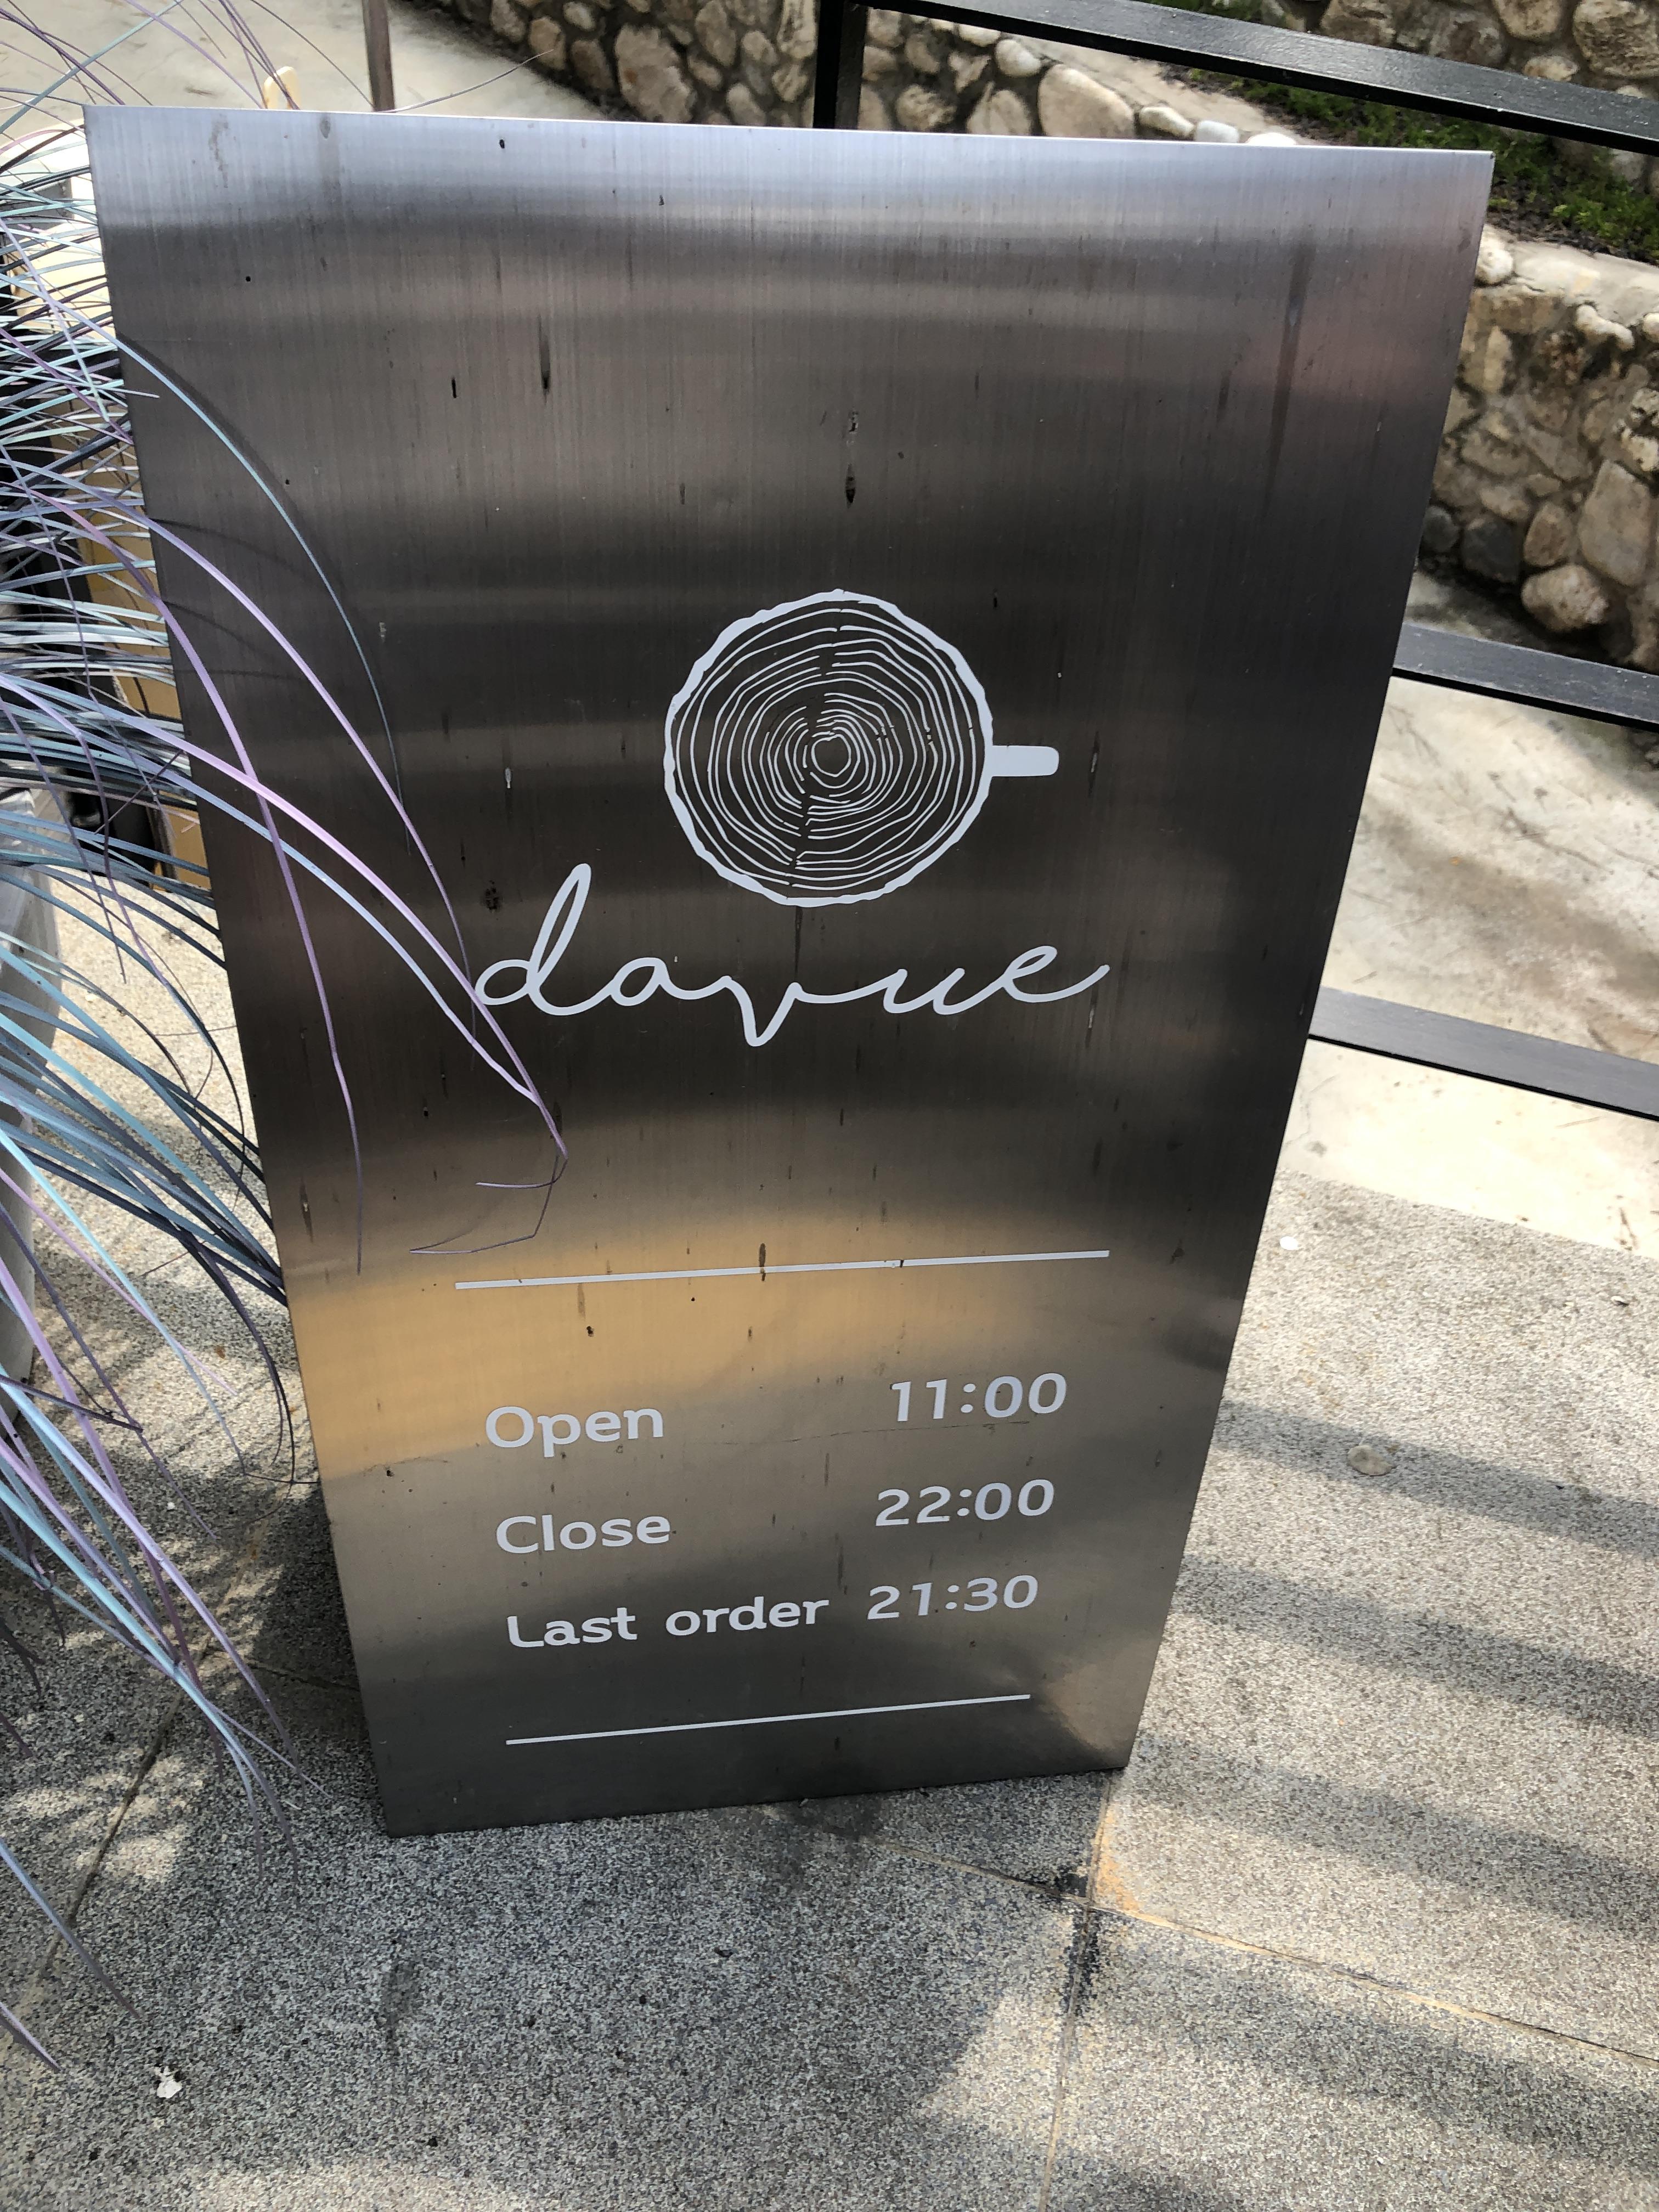 davue
Open 11:00
Close 22:00
Last order 21:30